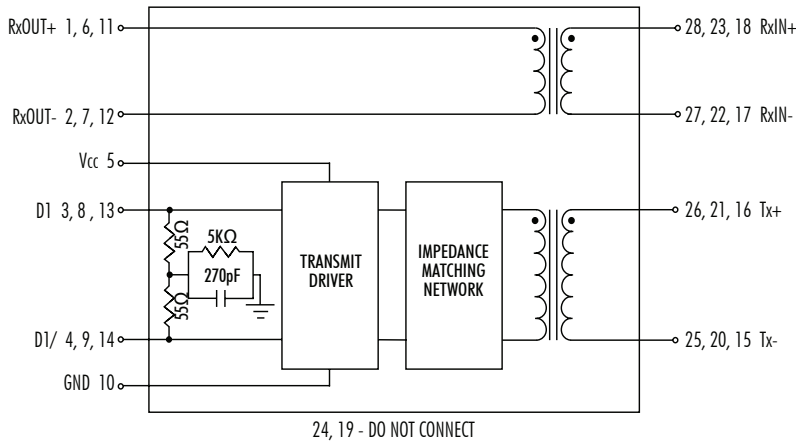 RxOUT+ 1, 6, 11
28, 23, 18 RxIN+
RxOUT- 2, 7, 12
27, 22, 17 RxIN-
Vcc 5
D1 3, 8 , 13
26, 21, 16 Tx+
55Ω
5KΩ
270pF
55Ω
TRANSMIT
DRIVER
IMPEDANCE
MATCHING
NETWORK
D1/ 4, 9, 14
25, 20, 15 Tx-
GND 10
24, 19 - DO NOT CONNECT